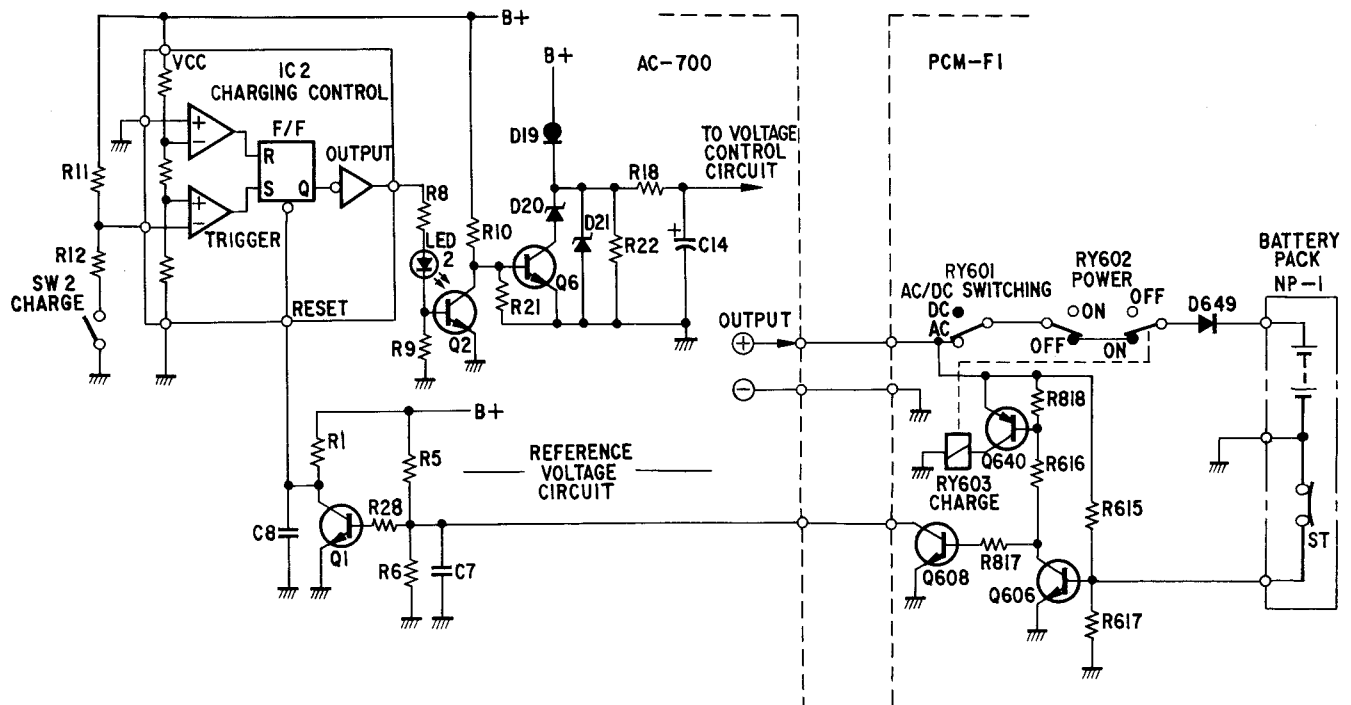 B+
VCC
IC2
CHARGING CONTROL
F/F
OUTPUT
R
S
Q
+
−
+
−
TRIGGER
RESET
R11
R12
SW2
CHARGE
R8
LED
2
R9
Q2
R10
B+
D19
D20
D21
Q6
R21
R22
R18
+
C14
TO VOLTAGE
CONTROL
CIRCUIT
AC-700
PCM-F1
OUTPUT
+
−
RY601
AC/DC SWITCHING
DC
AC
RY602
POWER
ON
OFF
OFF
ON
D649
BATTERY
PACK
NP-1
ST
R818
Q640
R616
RY603
CHARGE
R615
R817
Q608
Q606
R617
B+
R1
R5
R28
C8
Q1
R6
C7
REFERENCE
VOLTAGE
CIRCUIT